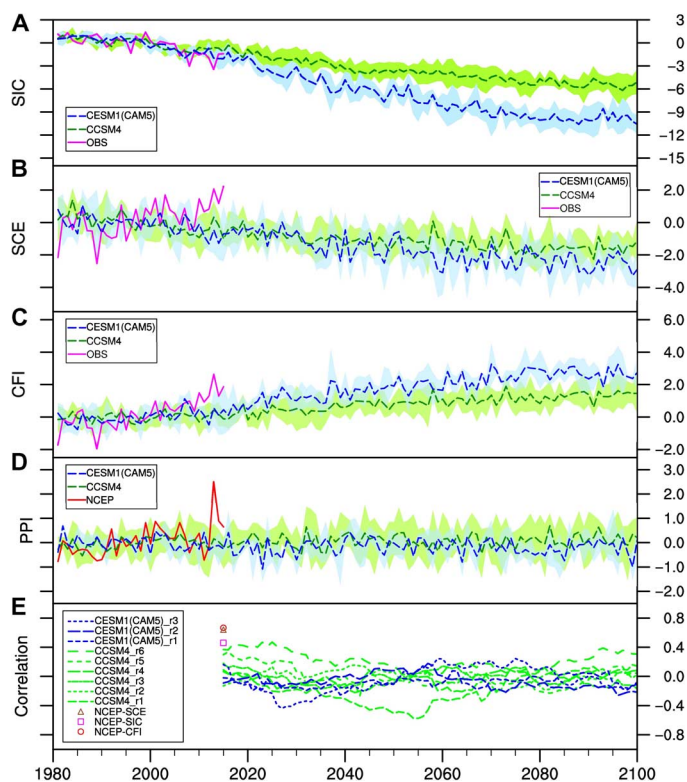 A
SIC
CESM1(CAM5)
CCSM4
OBS
3
0
−3
−6
−9
−12
−15
B
SCE
CESM1(CAM5)
CCSM4
OBS
2.0
0.0
−2.0
−4.0
C
CFI
CESM1(CAM5)
CCSM4
OBS
6.0
4.0
2.0
0.0
−2.0
D
PPI
CESM1(CAM5)
CCSM4
NCEP
3.0
2.0
1.0
0.0
−1.0
−2.0
E
Correlation
CESM1(CAM5)_r3
CESM1(CAM5)_r2
CESM1(CAM5)_r1
CCSM4_r6
CCSM4_r5
CCSM4_r4
CCSM4_r3
CCSM4_r2
CCSM4_r1
NCEP-SCE
NCEP-SIC
NCEP-CFI
0.8
0.4
0.0
−0.4
−0.8
1980 2000 2020 2040 2060 2080 2100